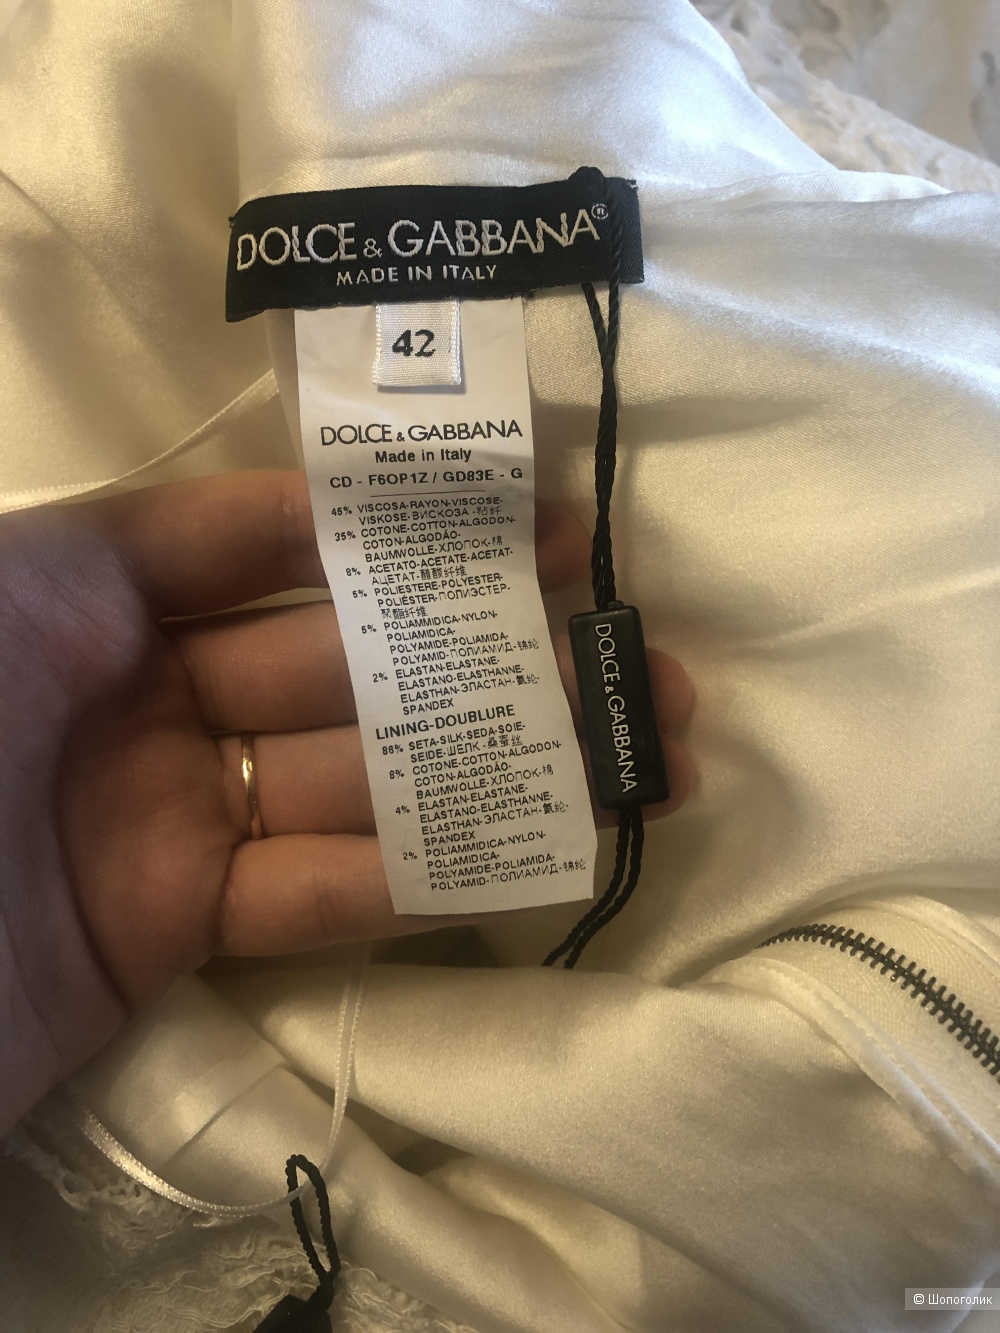 DOLCE & GABBANA®
MADE IN ITALY
42
DOLCE & GABBANA
Made in Italy
CD - F6OP1Z / GD83E - G
45% VISCOSA-RAYON-VISCOSE-
VISKOSE-ВИСКОЗА-粘纤
35% COTONE-COTTON-ALGODON-
COTON-ALGODÃO-
BAUMWOLLE-ХЛОПОК-棉
8% ACETATO-ACETATE-ACETAT-
АЦЕТАТ-醋酸纤维
5% POLIESTERE-POLYESTER-
POLIÉSTER-ПОЛИЭСТЕР-
聚酯纤维
5% POLIAMMIDICA-NYLON-
POLIAMIDICA-
POLYAMIDE-POLIAMIDA-
POLYAMID-ПОЛИАМИД-锦纶
2% ELASTAN-ELASTANE-
ELASTANO-ELASTHANNE-
ELASTHAN-ЭЛАСТАН-氨纶-
SPANDEX
LINING-DOUBLURE
86% SETA-SILK-SEDA-SOIE-
SEIDE-ШЕЛК-桑蚕丝
8% COTONE-COTTON-ALGODON-
COTON-ALGODÃO-
BAUMWOLLE-ХЛОПОК-棉
4% ELASTAN-ELASTANE-
ELASTANO-ELASTHANNE-
ELASTHAN-ЭЛАСТАН-氨纶-
SPANDEX
2% POLIAMMIDICA-NYLON-
POLIAMIDICA-
POLYAMIDE-POLIAMIDA-
POLYAMID-ПОЛИАМИД-锦纶
DOLCE & GABBANA
© Шопоголик